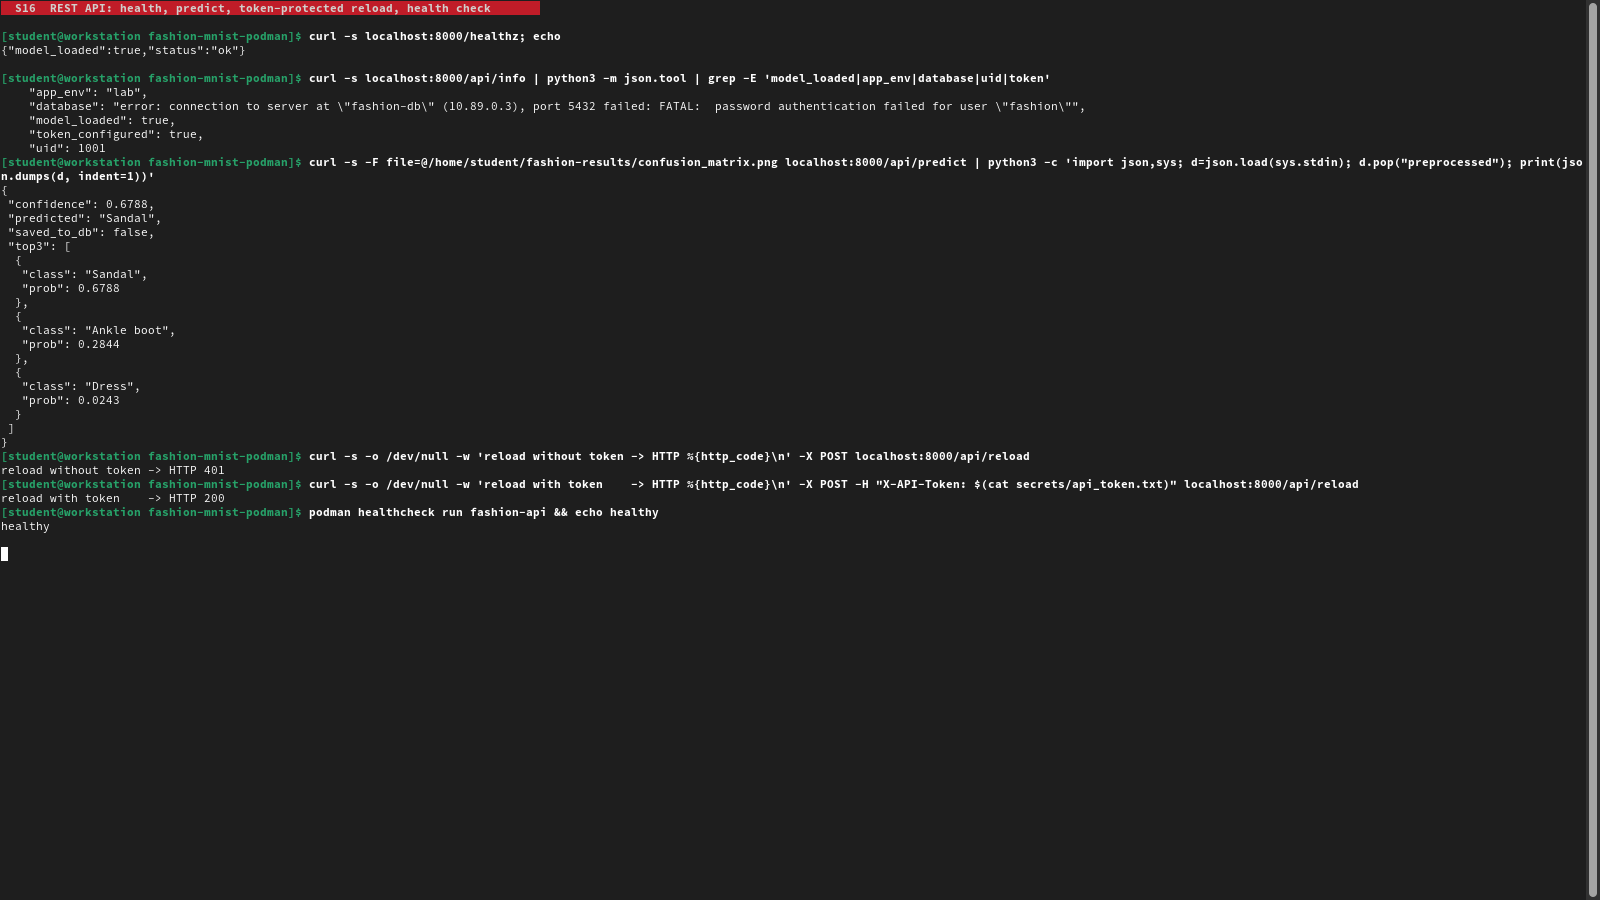 S16  REST API: health, predict, token-protected reload, health check
[student@workstation fashion-mnist-podman]$ curl -s localhost:8000/healthz; echo
{"model_loaded":true,"status":"ok"}
[student@workstation fashion-mnist-podman]$ curl -s localhost:8000/api/info | python3 -m json.tool | grep -E 'model_loaded|app_env|database|uid|token'
    "app_env": "lab",
    "database": "error: connection to server at \"fashion-db\" (10.89.0.3), port 5432 failed: FATAL:  password authentication failed for user \"fashion\"",
    "model_loaded": true,
    "token_configured": true,
    "uid": 1001
[student@workstation fashion-mnist-podman]$ curl -s -F file=@/home/student/fashion-results/confusion_matrix.png localhost:8000/api/predict | python3 -c 'import json,sys; d=json.load(sys.stdin); d.pop("preprocessed"); print(jso
n.dumps(d, indent=1))'
{
 "confidence": 0.6788,
 "predicted": "Sandal",
 "saved_to_db": false,
 "top3": [
  {
   "class": "Sandal",
   "prob": 0.6788
  },
  {
   "class": "Ankle boot",
   "prob": 0.2844
  },
  {
   "class": "Dress",
   "prob": 0.0243
  }
 ]
}
[student@workstation fashion-mnist-podman]$ curl -s -o /dev/null -w 'reload without token -> HTTP %{http_code}\n' -X POST localhost:8000/api/reload
reload without token -> HTTP 401
[student@workstation fashion-mnist-podman]$ curl -s -o /dev/null -w 'reload with token    -> HTTP %{http_code}\n' -X POST -H "X-API-Token: $(cat secrets/api_token.txt)" localhost:8000/api/reload
reload with token    -> HTTP 200
[student@workstation fashion-mnist-podman]$ podman healthcheck run fashion-api && echo healthy
healthy